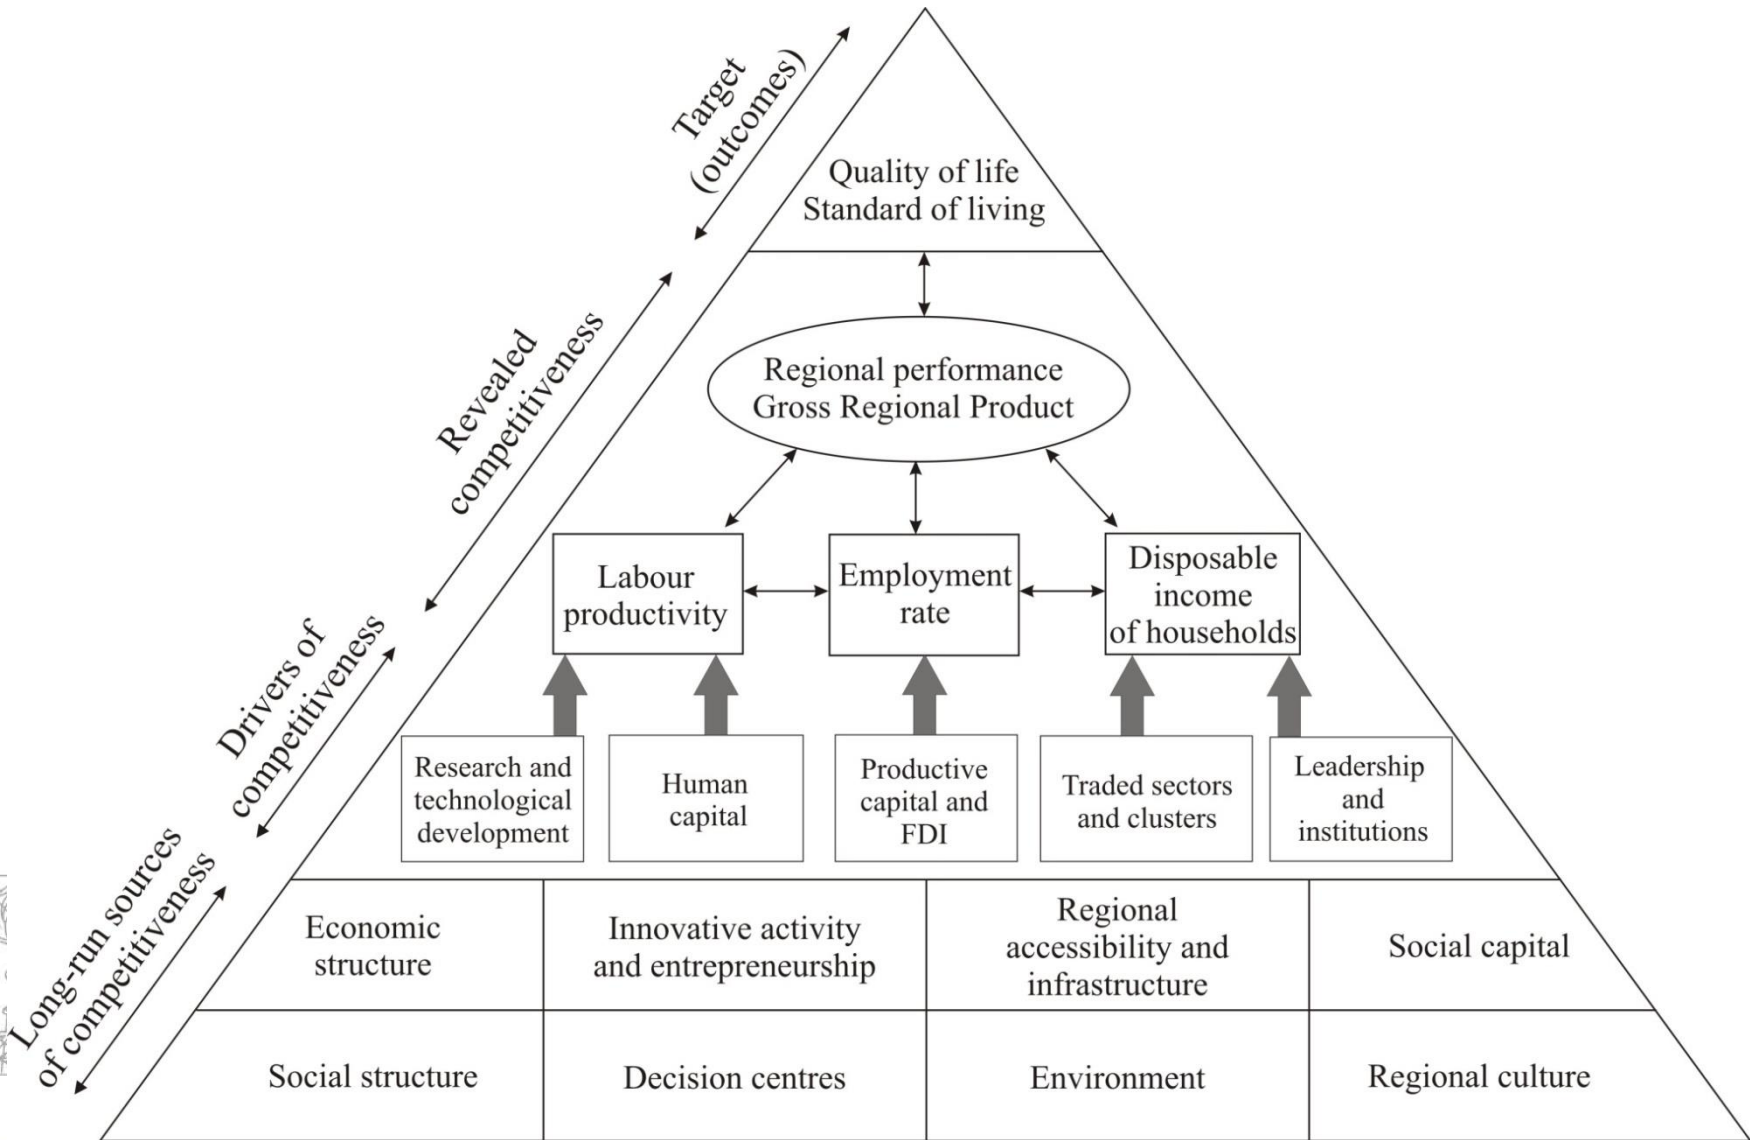 Target
(outcomes)
Quality of life
Standard of living
Revealed
competitiveness
Regional performance
Gross Regional Product
Labour
productivity
Employment
rate
Disposable
income
of households
Drivers of
competitiveness
Research and
technological
development
Human
capital
Productive
capital and
FDI
Traded sectors
and clusters
Leadership
and
institutions
Long-run sources
of competitiveness
Economic
structure
Innovative activity
and entrepreneurship
Regional
accessibility and
infrastructure
Social capital
Social structure
Decision centres
Environment
Regional culture